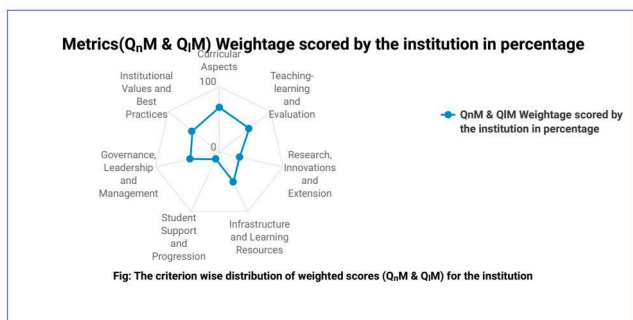 Metrics(QₙM & QₗM) Weightage scored by the institution in percentage
Curricular
Aspects
100
Institutional
Values and
Best
Practices
Teaching-
learning
and
Evaluation
QnM & QlM Weightage scored by
the institution in percentage
0
Governance,
Leadership
and
Management
Research,
Innovations
and
Extension
Student
Support
and
Progression
Infrastructure
and Learning
Resources
Fig: The criterion wise distribution of weighted scores (QₙM & QₗM) for the institution